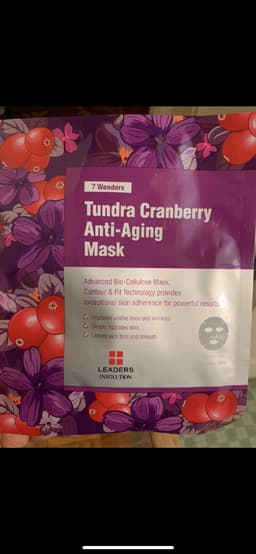 7 Wonders
Tundra Cranberry
Anti-Aging
Mask
Advanced Bio-Cellulose Mask,
Contour & Fit Technology provides
exceptional skin adherence for powerful results
Improves visible lines and wrinkles
Deeply hydrates skin
Leaves skin firm and smooth
LEADERS
INSOLUTION